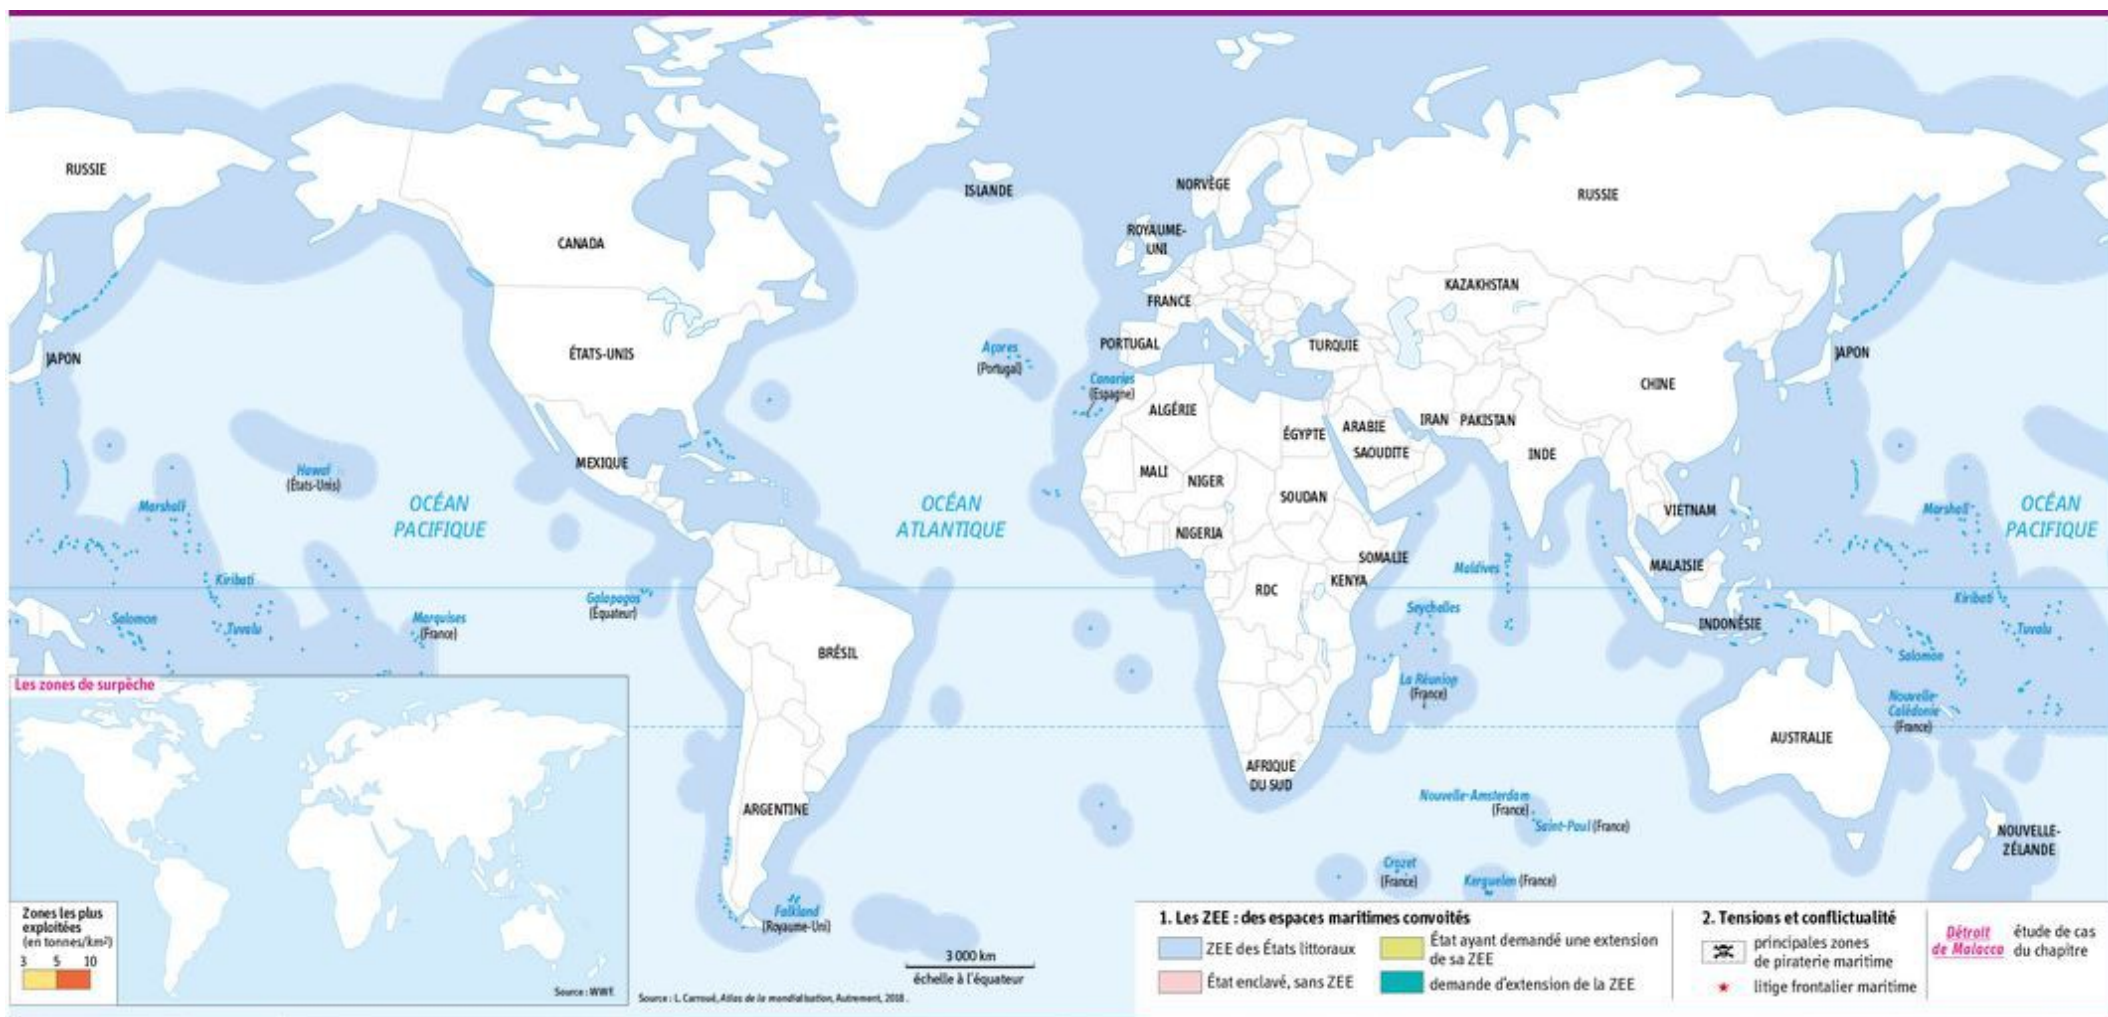 RUSSIE
ISLANDE
NORVÈGE
RUSSIE
CANADA
ROYAUME-
UNI
KAZAKHSTAN
FRANCE
JAPON
ÉTATS-UNIS
Açores
(Portugal)
PORTUGAL
TURQUIE
JAPON
Canaries
(Espagne)
CHINE
ALGÉRIE
ÉGYPTE
ARABIE
SAOUDITE
IRAN
PAKISTAN
INDE
MEXIQUE
Hawaï
(États-Unis)
MALI
NIGER
SOUDAN
OCÉAN
PACIFIQUE
OCÉAN
ATLANTIQUE
Marshall
NIGERIA
VIETNAM
Marshall
OCÉAN
PACIFIQUE
SOMALIE
Maldives
MALAISIE
Kiribati
KENYA
RDC
Kiribati
Galapagos
(Équateur)
Seychelles
Salomon
Tuvalu
Marquises
(France)
INDONÉSIE
Tuvalu
BRÉSIL
Salomon
La Réunion
(France)
Nouvelle-
Calédonie
(France)
AUSTRALIE
AFRIQUE
DU SUD
ARGENTINE
Nouvelle-Amsterdam
(France)
Saint-Paul (France)
NOUVELLE-
ZÉLANDE
Crozet
(France)
Kerguelen (France)
Falkland
(Royaume-Uni)
Les zones de surpêche
Zones les plus
exploitées
(en tonnes/km²)
3 5 10
Source : WWF.
Source : L. Carroué, Atlas de la mondialisation, Autrement, 2018.
3 000 km
échelle à l'équateur
1. Les ZEE : des espaces maritimes convoités
ZEE des États littoraux
État enclavé, sans ZEE
État ayant demandé une extension
de sa ZEE
demande d'extension de la ZEE
2. Tensions et conflictualité
principales zones
de piraterie maritime
litige frontalier maritime
Détroit
de Malacca
étude de cas
du chapitre